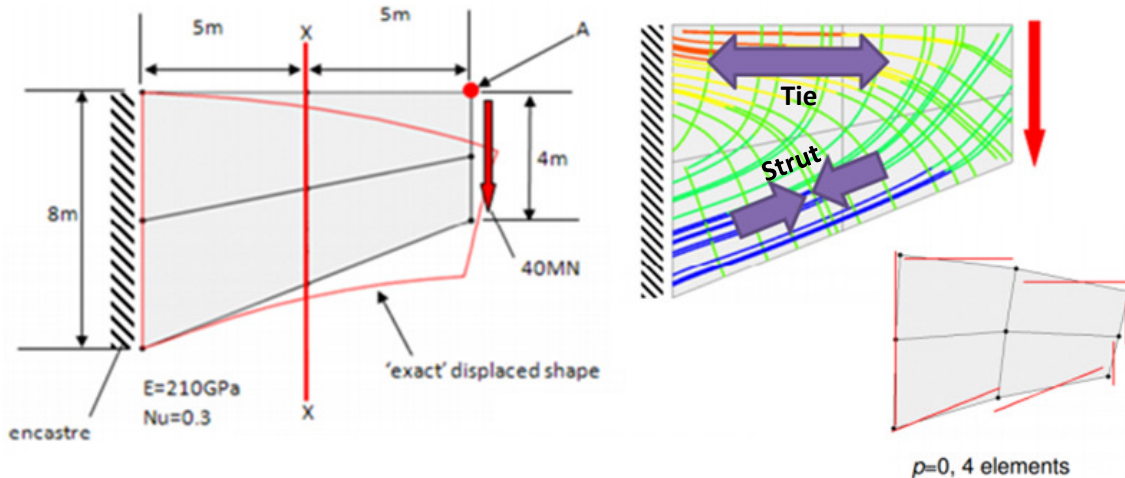 5m
5m
X
A
8m
4m
40MN
'exact' displaced shape
E=210GPa
Nu=0.3
X
encastre
Tie
Strut
p=0, 4 elements